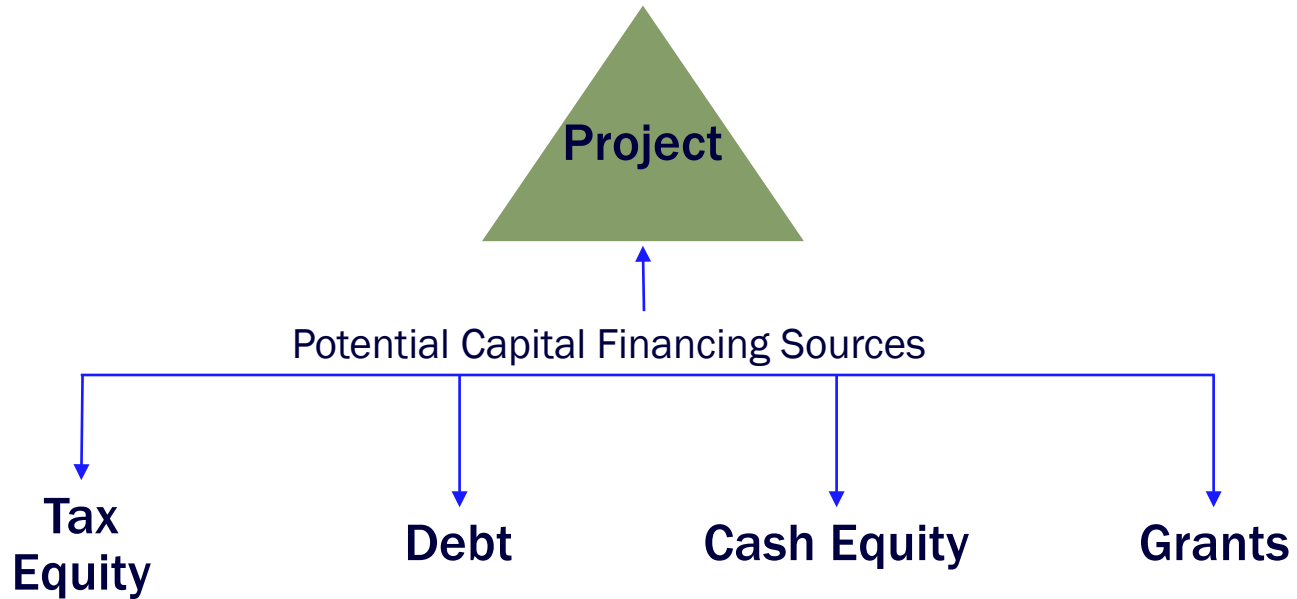 Project
Potential Capital Financing Sources
Tax
Equity
Debt
Cash Equity
Grants